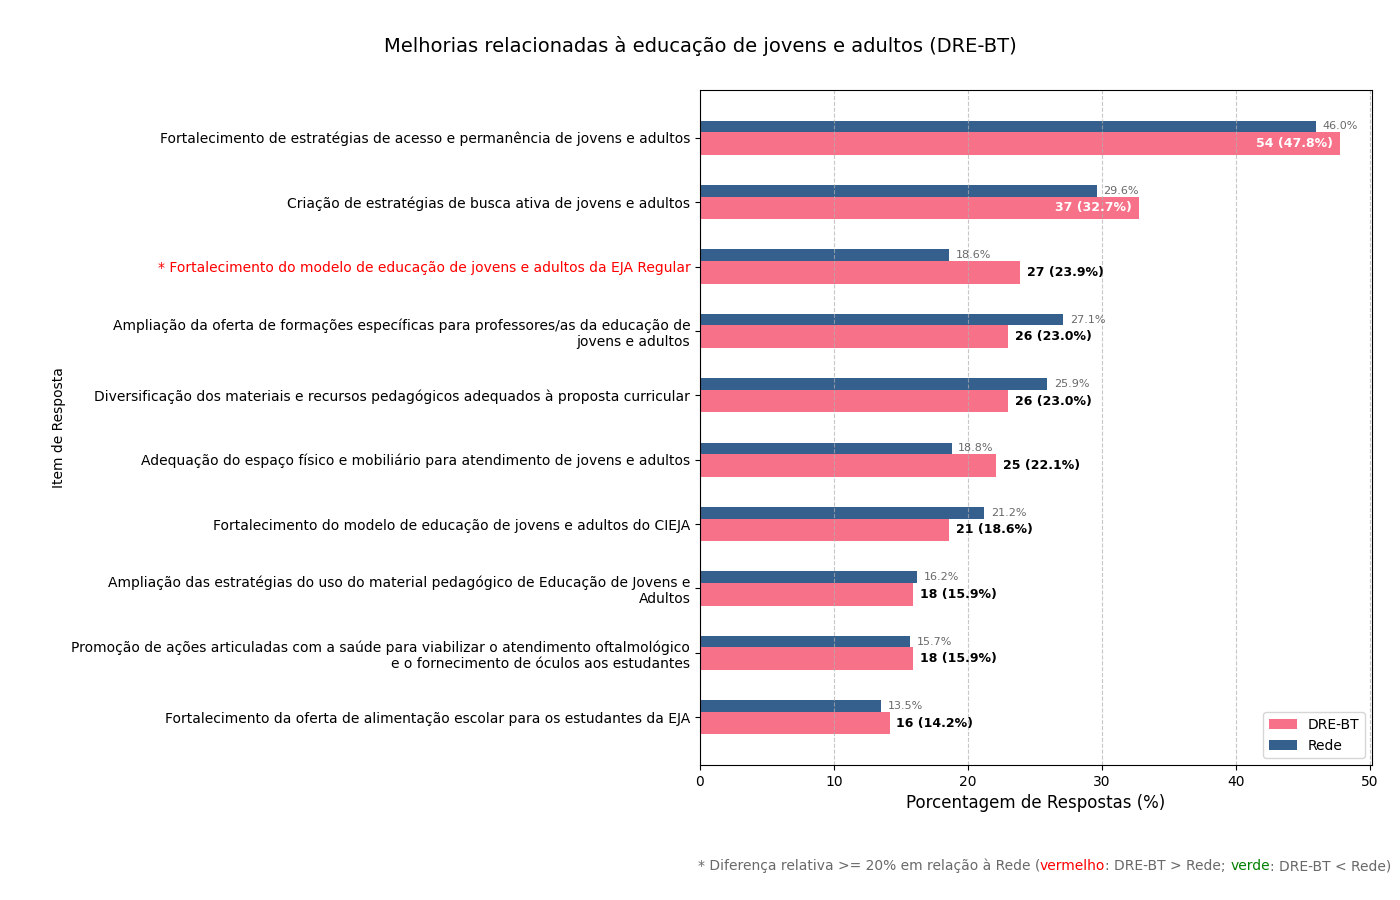 Melhorias relacionadas à educação de jovens e adultos (DRE-BT)
Item de Resposta
Fortalecimento de estratégias de acesso e permanência de jovens e adultos
46.0%
54 (47.8%)
Criação de estratégias de busca ativa de jovens e adultos
29.6%
37 (32.7%)
* Fortalecimento do modelo de educação de jovens e adultos da EJA Regular
18.6%
27 (23.9%)
Ampliação da oferta de formações específicas para professores/as da educação de
jovens e adultos
27.1%
26 (23.0%)
Diversificação dos materiais e recursos pedagógicos adequados à proposta curricular
25.9%
26 (23.0%)
Adequação do espaço físico e mobiliário para atendimento de jovens e adultos
18.8%
25 (22.1%)
Fortalecimento do modelo de educação de jovens e adultos do CIEJA
21.2%
21 (18.6%)
Ampliação das estratégias do uso do material pedagógico de Educação de Jovens e
Adultos
16.2%
18 (15.9%)
Promoção de ações articuladas com a saúde para viabilizar o atendimento oftalmológico
e o fornecimento de óculos aos estudantes
15.7%
18 (15.9%)
Fortalecimento da oferta de alimentação escolar para os estudantes da EJA
13.5%
16 (14.2%)
DRE-BT
Rede
0 10 20 30 40 50
Porcentagem de Respostas (%)
* Diferença relativa >= 20% em relação à Rede (vermelho: DRE-BT > Rede; verde: DRE-BT < Rede)